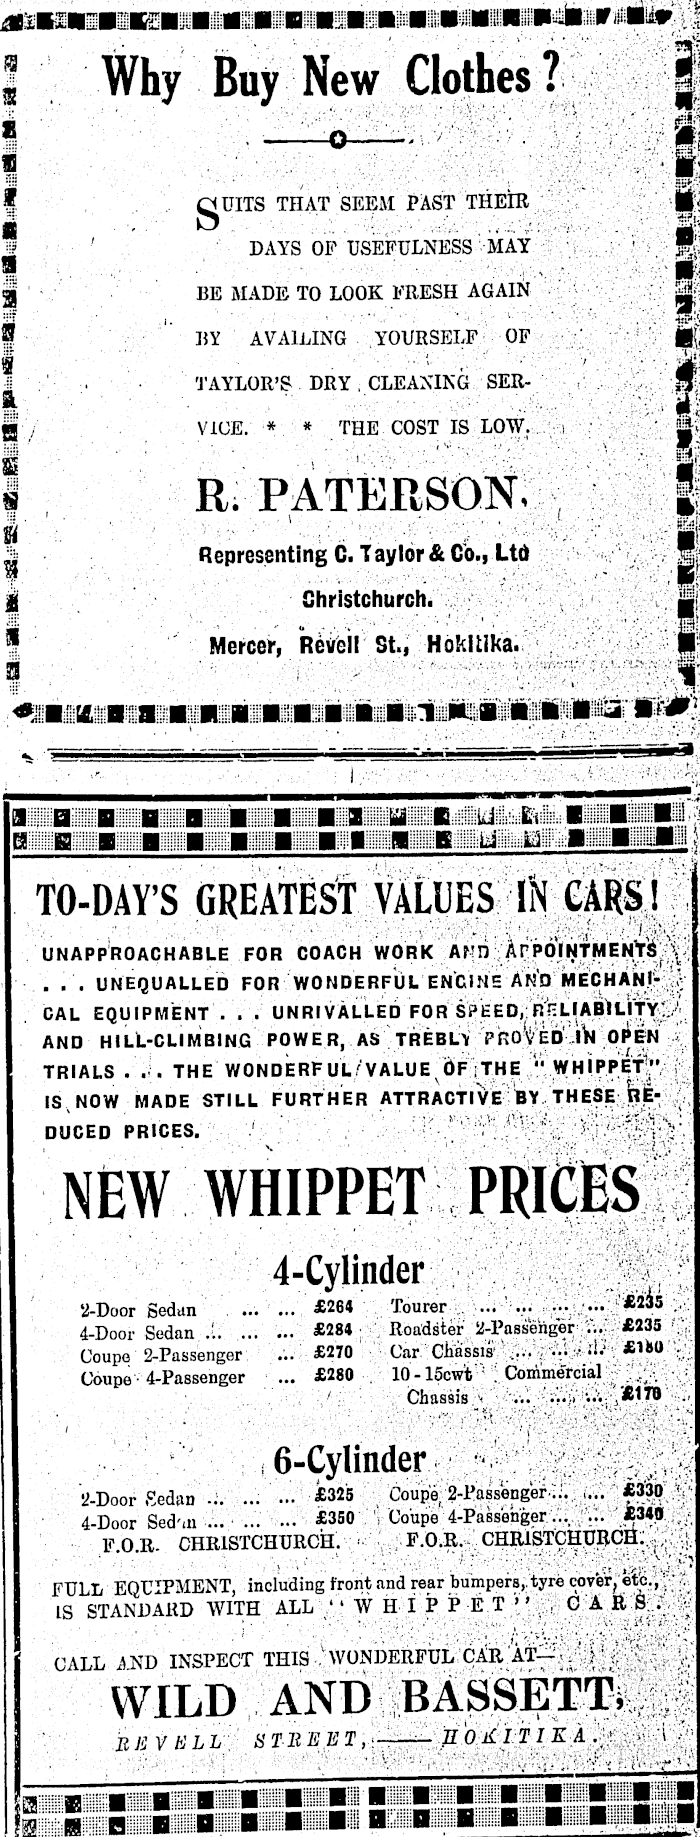 Why Buy New Clothes?
SUITS THAT SEEM PAST THEIR
DAYS OF USEFULNESS MAY
BE MADE TO LOOK FRESH AGAIN
BY AVAILING YOURSELF OF
TAYLOR'S DRY CLEANING SER-
VICE. * * THE COST IS LOW.
R. PATERSON,
Representing C. Taylor & Co., Ltd
Christchurch.
Mercer, Revell St., Hokitika.
TO-DAY'S GREATEST VALUES IN CARS!
UNAPPROACHABLE FOR COACH WORK AND APPOINTMENTS
. . . UNEQUALLED FOR WONDERFUL ENGINE AND MECHANI-
CAL EQUIPMENT . . . UNRIVALLED FOR SPEED, RELIABILITY
AND HILL-CLIMBING POWER, AS TREBLY PROVED IN OPEN
TRIALS . . . THE WONDERFUL VALUE OF THE "WHIPPET"
IS NOW MADE STILL FURTHER ATTRACTIVE BY THESE RE-
DUCED PRICES.
NEW WHIPPET PRICES
4-Cylinder
2-Door Sedan ... ... £264
4-Door Sedan ... ... ... £284
Coupe 2-Passenger ... £270
Coupe 4-Passenger ... £280
Tourer ... ... ... ... £235
Roadster 2-Passenger ... £235
Car Chassis ... ... ... £180
10-15cwt Commercial
Chassis ... ... ... £170
6-Cylinder
2-Door Sedan ... ... ... £325
4-Door Sedan ... ... ... £350
F.O.R. CHRISTCHURCH.
Coupe 2-Passenger ... ... £330
Coupe 4-Passenger ... ... £340
F.O.R. CHRISTCHURCH.
FULL EQUIPMENT, including front and rear bumpers, tyre cover, etc.,
IS STANDARD WITH ALL "WHIPPET" CARS.
CALL AND INSPECT THIS WONDERFUL CAR AT—
WILD AND BASSETT,
REVELL STREET, —— HOKITIKA.